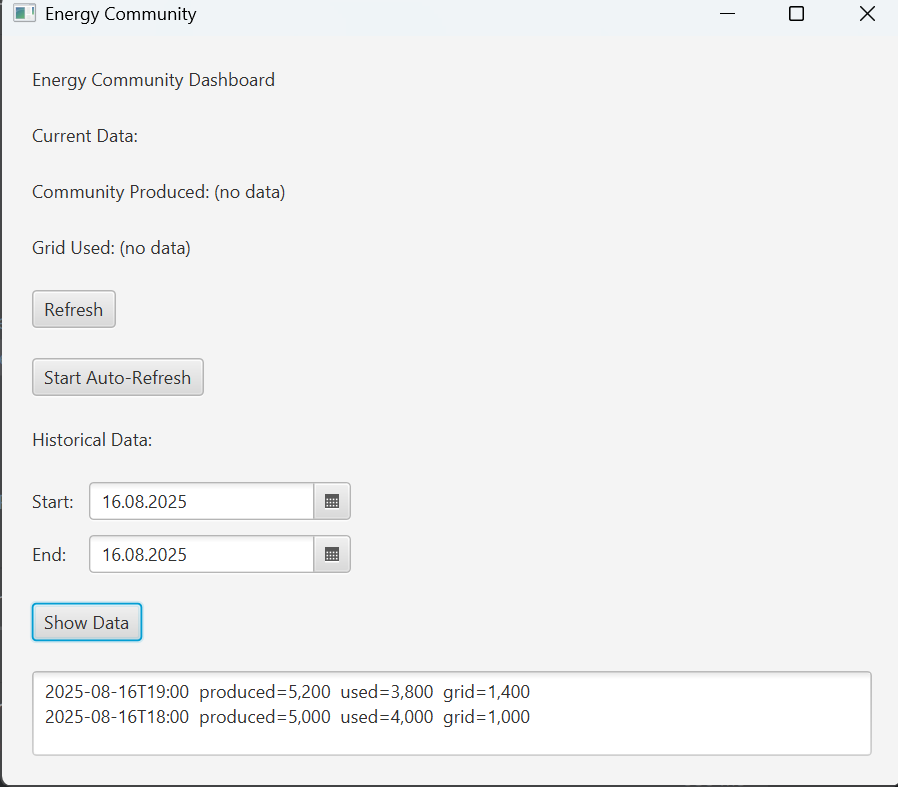 Energy Community
Energy Community Dashboard
Current Data:
Community Produced: (no data)
Grid Used: (no data)
Refresh
Start Auto-Refresh
Historical Data:
Start: 16.08.2025
End: 16.08.2025
Show Data
2025-08-16T19:00 produced=5,200 used=3,800 grid=1,400
2025-08-16T18:00 produced=5,000 used=4,000 grid=1,000